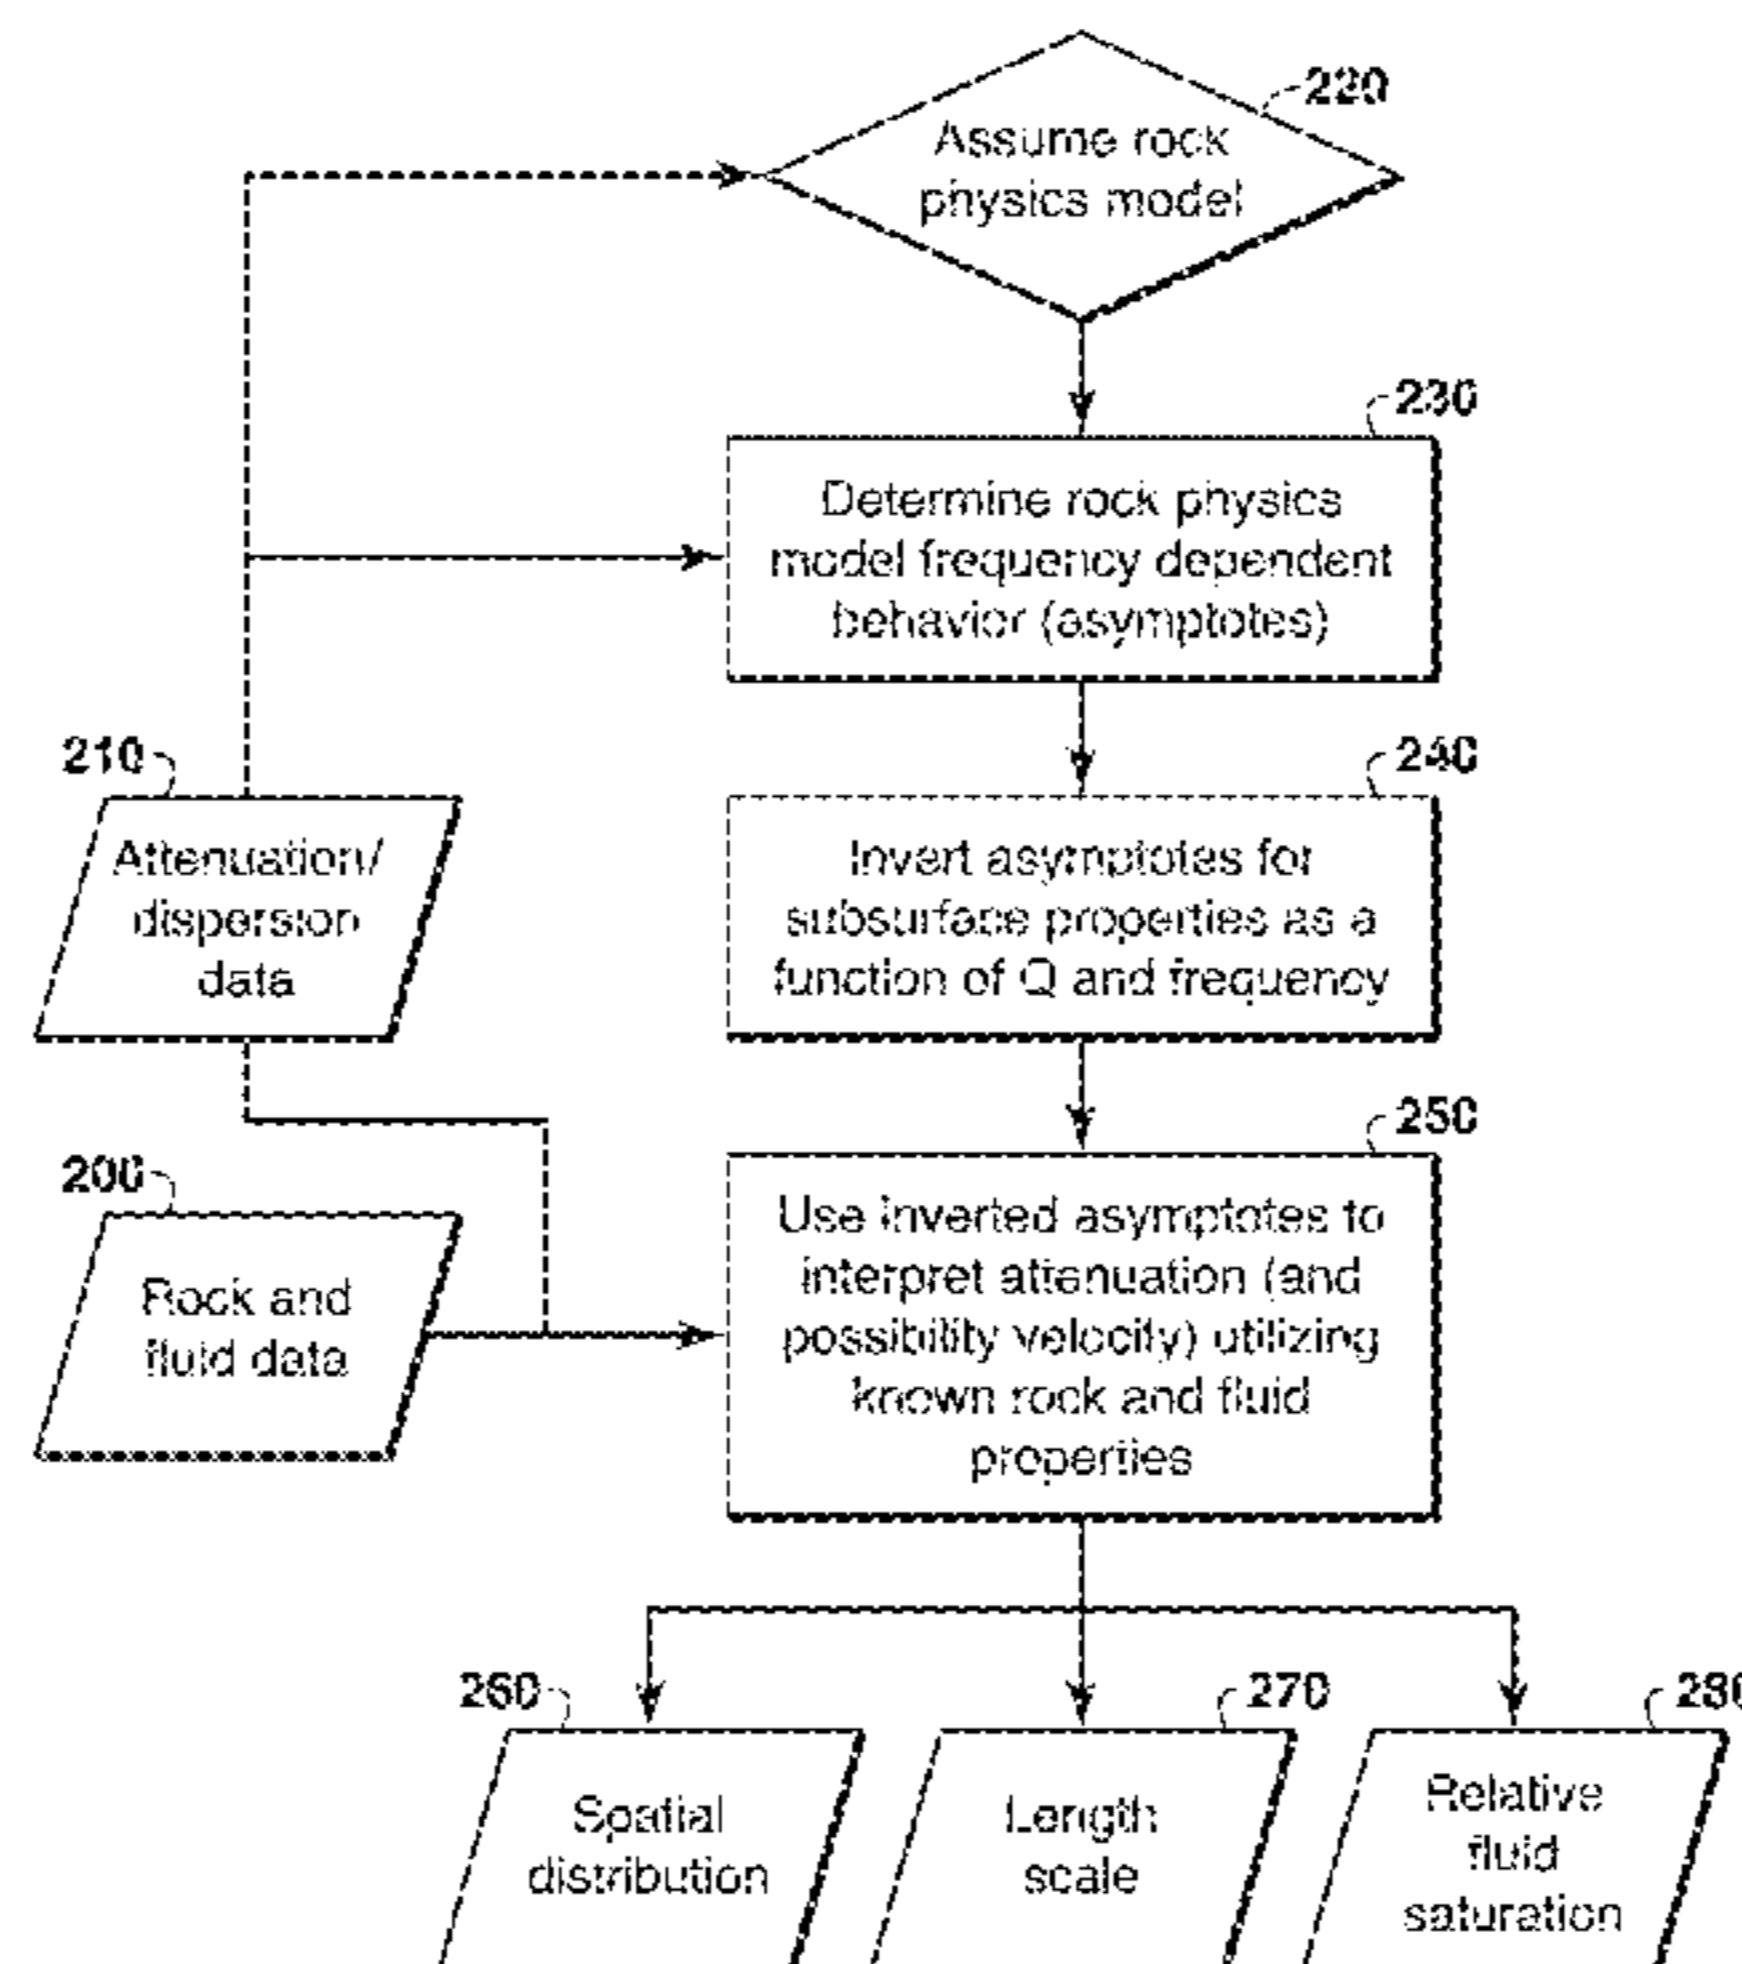 220
Assume rock
physics model
230
Determine rock physics
model frequency dependent
behavior (asymptotes)
210
Attenuation/
dispersion
data
240
Invert asymptotes for
subsurface properties as a
function of Q and frequency
200
Rock and
fluid data
250
Use inverted asymptotes to
interpret attenuation (and
possibility velocity) utilizing
known rock and fluid
properties
260
Spatial
distribution
270
Length
scale
280
Relative
fluid
saturation